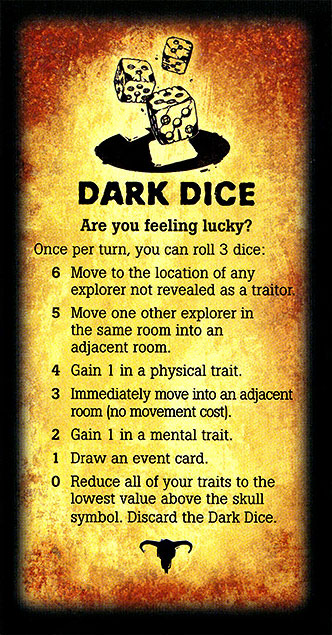 DARK DICE
Are you feeling lucky?
Once per turn, you can roll 3 dice:
6 Move to the location of any
explorer not revealed as a traitor.
5 Move one other explorer in
the same room into an
adjacent room.
4 Gain 1 in a physical trait.
3 Immediately move into an adjacent
room (no movement cost).
2 Gain 1 in a mental trait.
1 Draw an event card.
0 Reduce all of your traits to the
lowest value above the skull
symbol. Discard the Dark Dice.